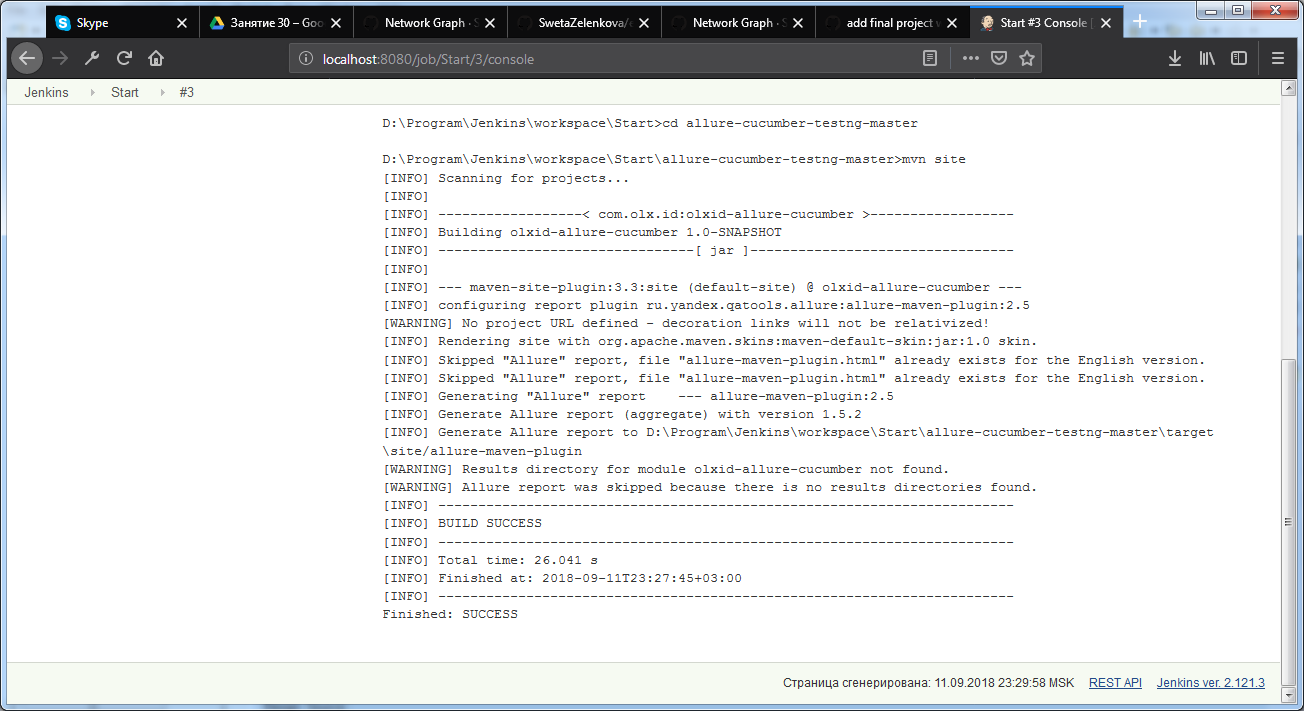 Skype
Занятие 30 – Goo
Network Graph · S
SwetaZelenkova/e
Network Graph · S
add final project w
Start #3 Console
localhost:8080/job/Start/3/console
Jenkins
Start
#3
D:\Program\Jenkins\workspace\Start>cd allure-cucumber-testng-master
D:\Program\Jenkins\workspace\Start\allure-cucumber-testng-master>mvn site
[INFO] Scanning for projects...
[INFO]
[INFO] ------------------< com.olx.id:olxid-allure-cucumber >------------------
[INFO] Building olxid-allure-cucumber 1.0-SNAPSHOT
[INFO] --------------------------------[ jar ]---------------------------------
[INFO]
[INFO] --- maven-site-plugin:3.3:site (default-site) @ olxid-allure-cucumber ---
[INFO] configuring report plugin ru.yandex.qatools.allure:allure-maven-plugin:2.5
[WARNING] No project URL defined - decoration links will not be relativized!
[INFO] Rendering site with org.apache.maven.skins:maven-default-skin:jar:1.0 skin.
[INFO] Skipped "Allure" report, file "allure-maven-plugin.html" already exists for the English version.
[INFO] Skipped "Allure" report, file "allure-maven-plugin.html" already exists for the English version.
[INFO] Generating "Allure" report    --- allure-maven-plugin:2.5
[INFO] Generate Allure report (aggregate) with version 1.5.2
[INFO] Generate Allure report to D:\Program\Jenkins\workspace\Start\allure-cucumber-testng-master\target
\site/allure-maven-plugin
[WARNING] Results directory for module olxid-allure-cucumber not found.
[WARNING] Allure report was skipped because there is no results directories found.
[INFO] ------------------------------------------------------------------------
[INFO] BUILD SUCCESS
[INFO] ------------------------------------------------------------------------
[INFO] Total time: 26.041 s
[INFO] Finished at: 2018-09-11T23:27:45+03:00
[INFO] ------------------------------------------------------------------------
Finished: SUCCESS
Страница сгенерирована: 11.09.2018 23:29:58 MSK
REST API
Jenkins ver. 2.121.3